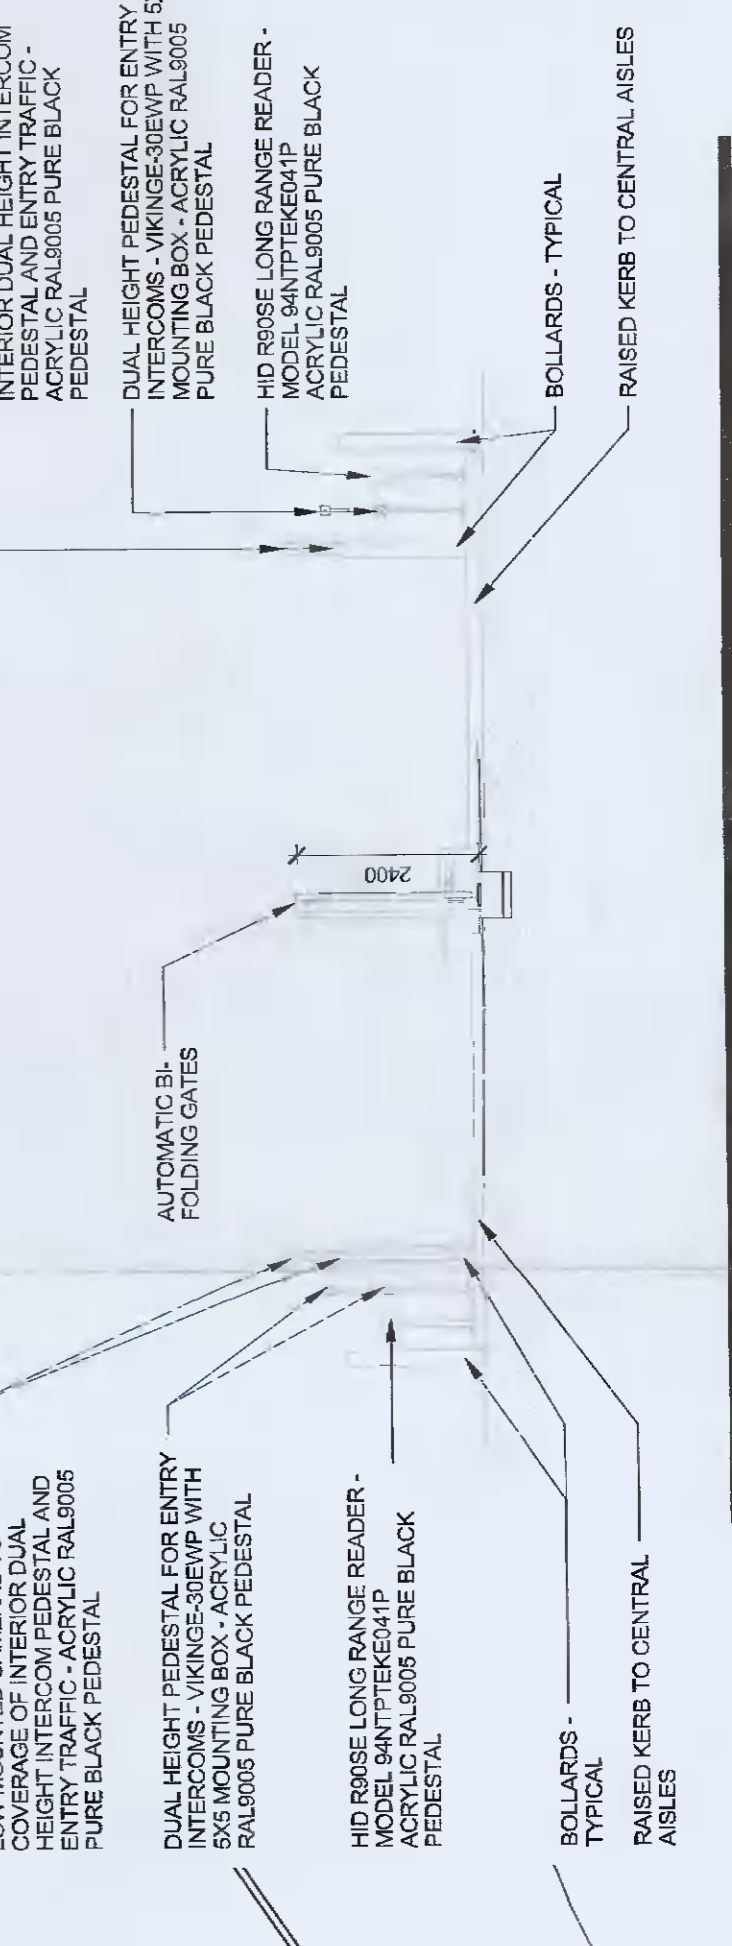 COVERAGE OF INTERIOR DUAL
HEIGHT INTERCOM PEDESTAL AND
ENTRY TRAFFIC - ACRYLIC RAL9005
PURE BLACK PEDESTAL
DUAL HEIGHT PEDESTAL FOR ENTRY
INTERCOMS - VIKINGE-30EWP WITH
5X5 MOUNTING BOX - ACRYLIC
RAL9005 PURE BLACK PEDESTAL
HID R90SE LONG RANGE READER -
MODEL 94NTPTEKE041P
ACRYLIC RAL9005 PURE BLACK
PEDESTAL
BOLLARDS -
TYPICAL
RAISED KERB TO CENTRAL
AISLES
AUTOMATIC BI-
FOLDING GATES
2400
INTERIOR DUAL HEIGHT INTERCOM
PEDESTAL AND ENTRY TRAFFIC -
ACRYLIC RAL9005 PURE BLACK
PEDESTAL
DUAL HEIGHT PEDESTAL FOR ENTRY
INTERCOMS - VIKINGE-30EWP WITH
MOUNTING BOX - ACRYLIC RAL9005
PURE BLACK PEDESTAL
HID R90SE LONG RANGE READER -
MODEL 94NTPTEKE041P
ACRYLIC RAL9005 PURE BLACK
PEDESTAL
BOLLARDS - TYPICAL
RAISED KERB TO CENTRAL AISLES